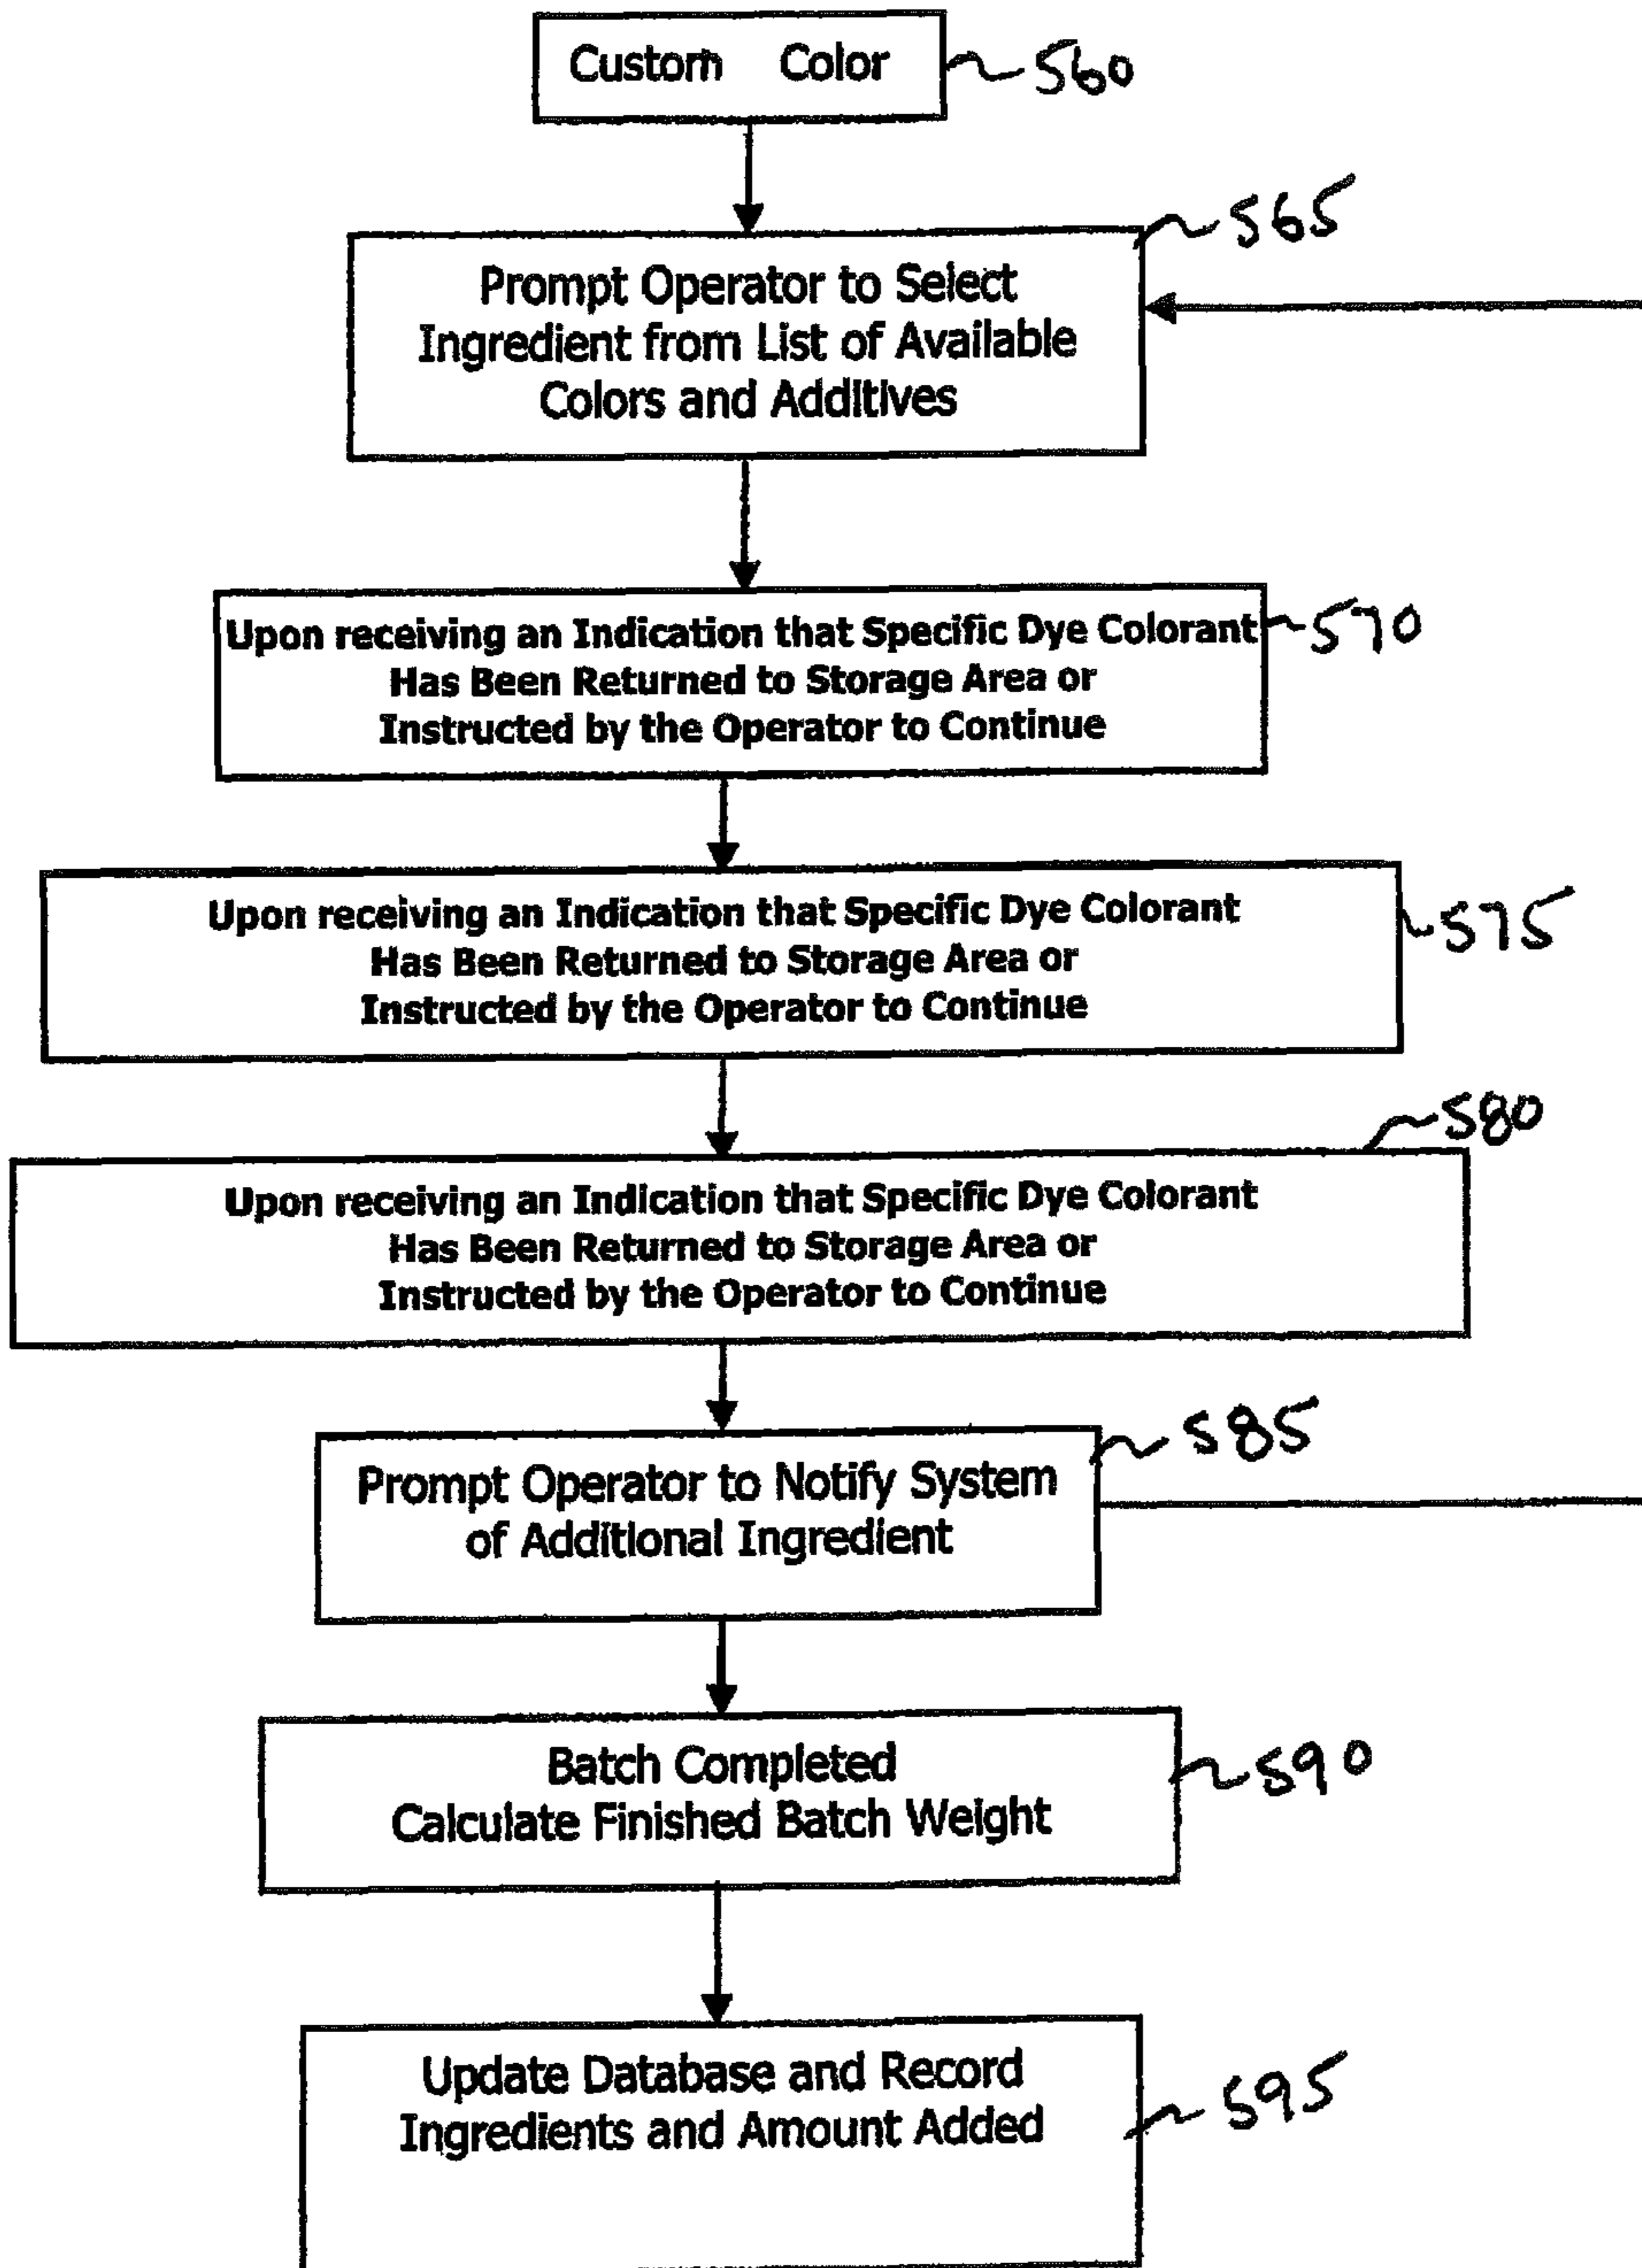 Custom Color
560
565
Prompt Operator to Select
Ingredient from List of Available
Colors and Additives
570
Upon receiving an Indication that Specific Dye Colorant
Has Been Returned to Storage Area or
Instructed by the Operator to Continue
575
Upon receiving an Indication that Specific Dye Colorant
Has Been Returned to Storage Area or
Instructed by the Operator to Continue
580
Upon receiving an Indication that Specific Dye Colorant
Has Been Returned to Storage Area or
Instructed by the Operator to Continue
585
Prompt Operator to Notify System
of Additional Ingredient
590
Batch Completed
Calculate Finished Batch Weight
595
Update Database and Record
Ingredients and Amount Added